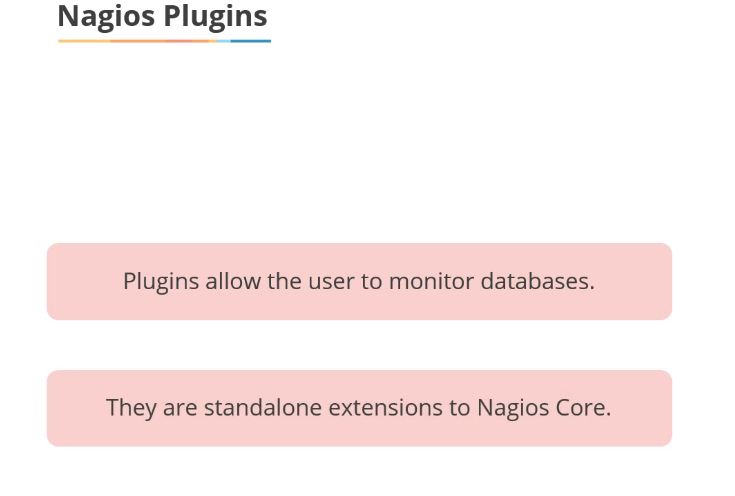 Nagios Plugins
Plugins allow the user to monitor databases.
They are standalone extensions to Nagios Core.